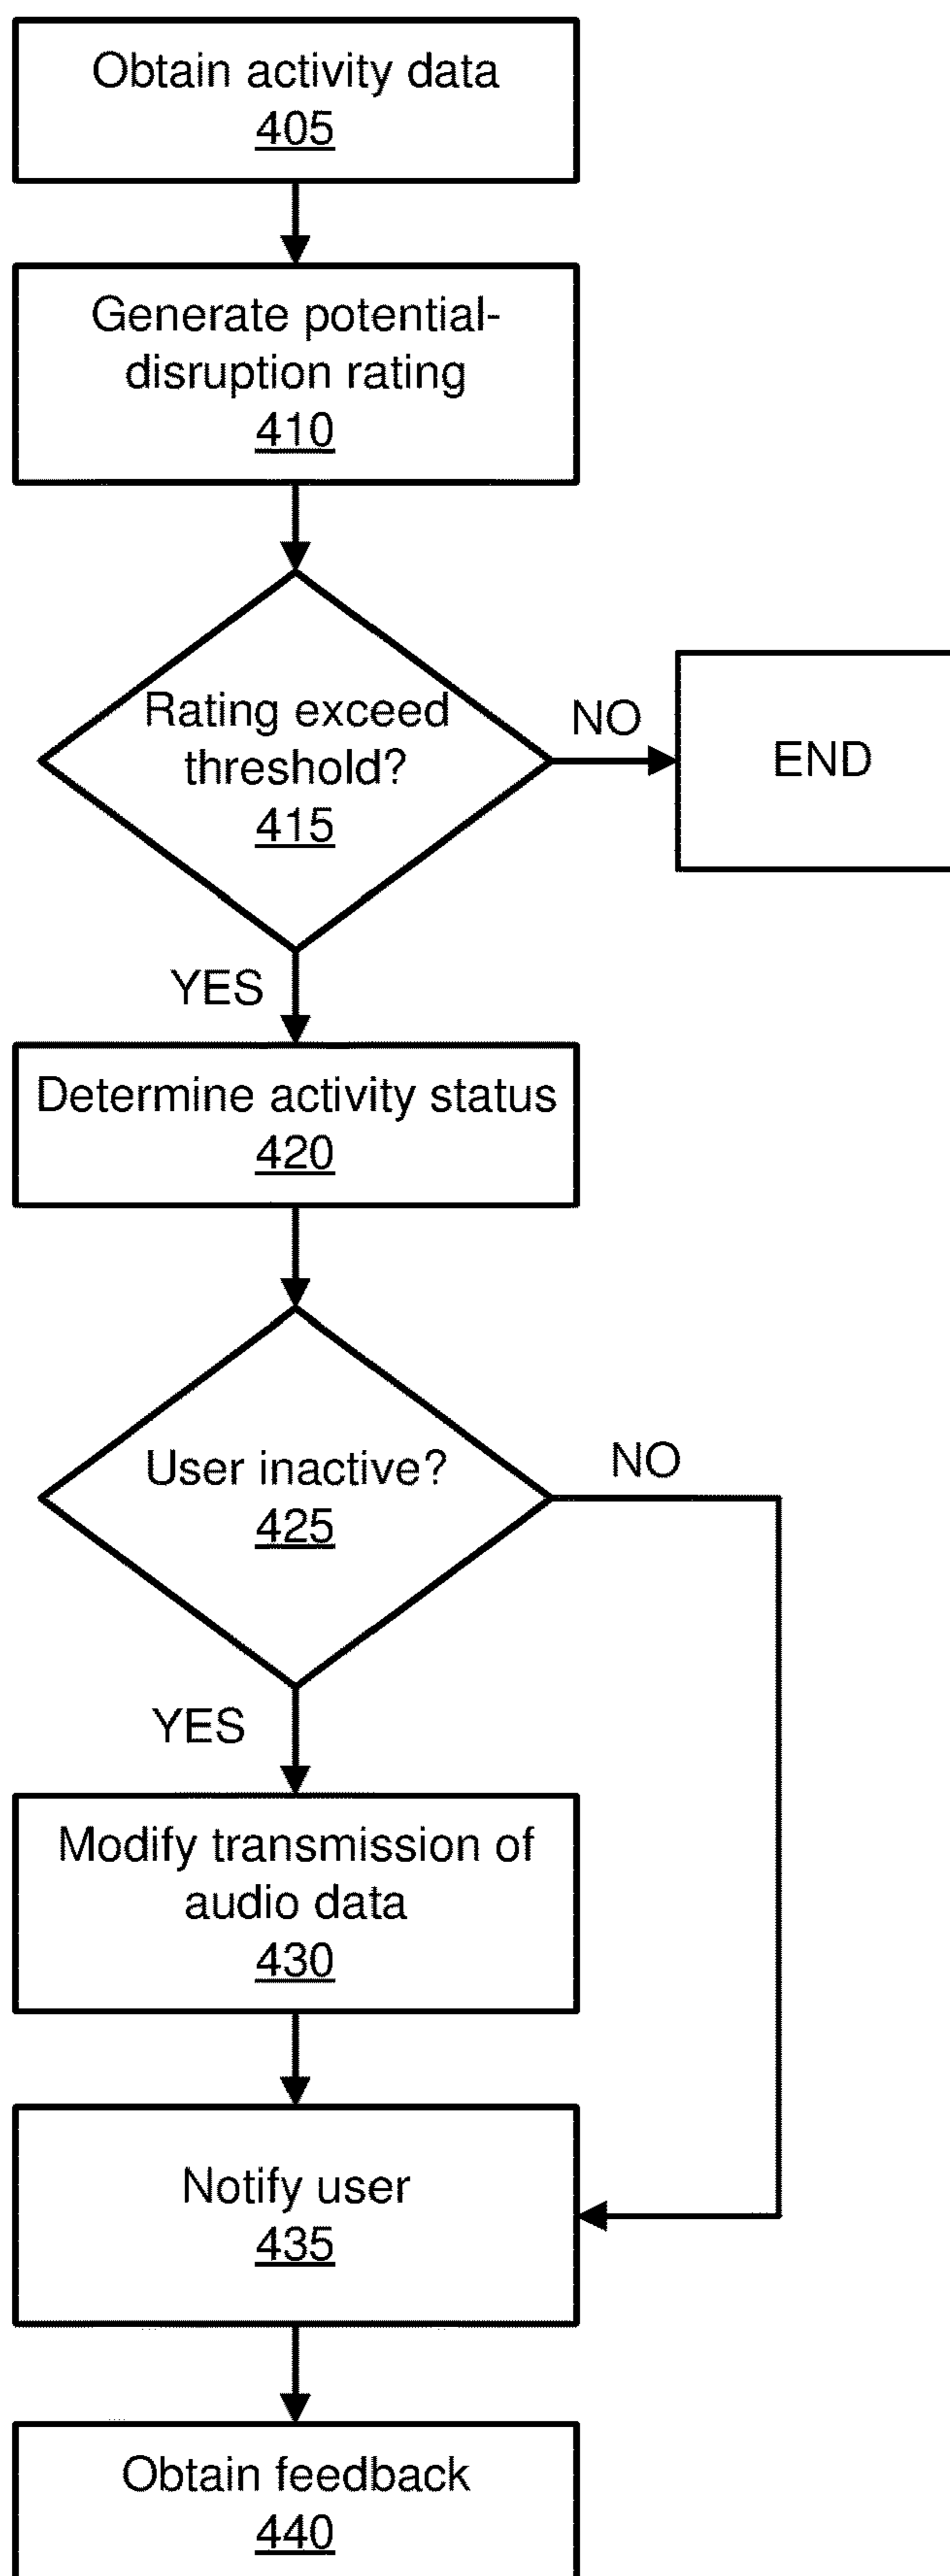 Obtain activity data
405
Generate potential-
disruption rating
410
Rating exceed
threshold?
415
NO
END
YES
Determine activity status
420
User inactive?
425
NO
YES
Modify transmission of
audio data
430
Notify user
435
Obtain feedback
440